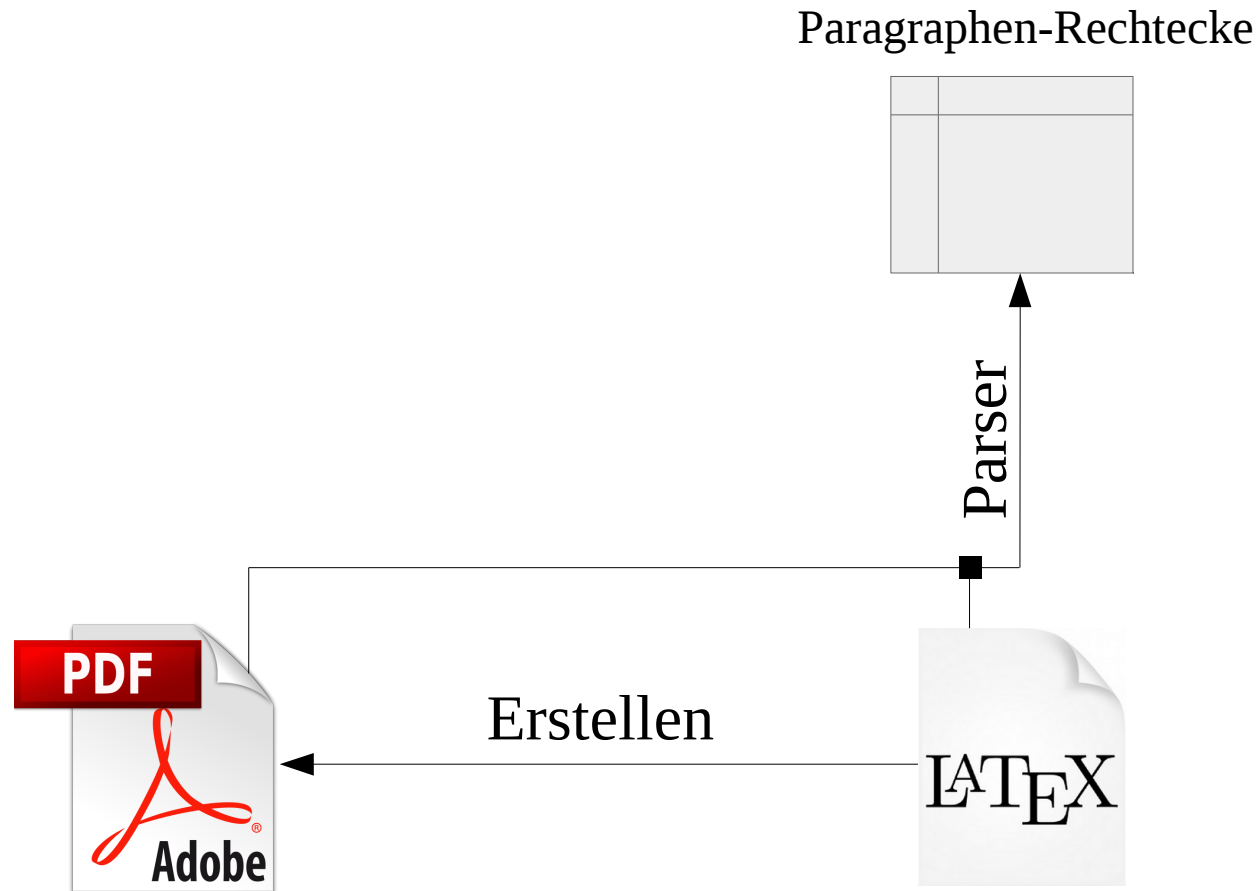 Paragraphen-Rechtecke
Parser
PDF
Erstellen
LATEX
®
Adobe